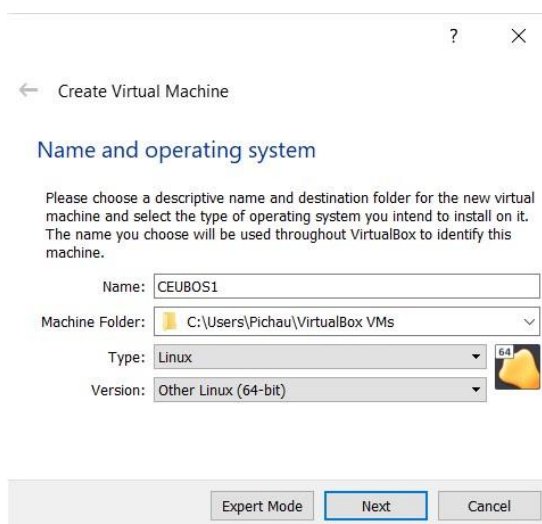 ?
Create Virtual Machine
Name and operating system
Please choose a descriptive name and destination folder for the new virtual
machine and select the type of operating system you intend to install on it.
The name you choose will be used throughout VirtualBox to identify this
machine.
Name: CEUBOS1
Machine Folder: C:\Users\Pichau\VirtualBox VMs
Type: Linux
64
Version: Other Linux (64-bit)
Expert Mode Next Cancel